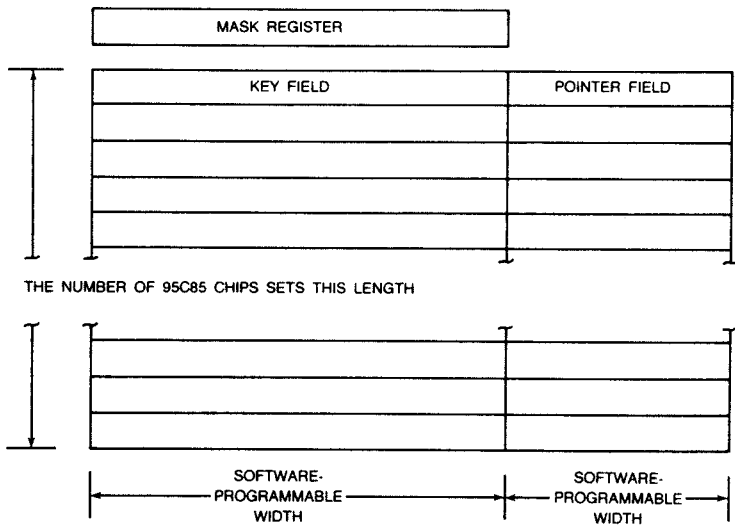 MASK REGISTER
KEY FIELD
POINTER FIELD
THE NUMBER OF 95C85 CHIPS SETS THIS LENGTH
SOFTWARE-
PROGRAMMABLE
WIDTH
SOFTWARE-
PROGRAMMABLE
WIDTH